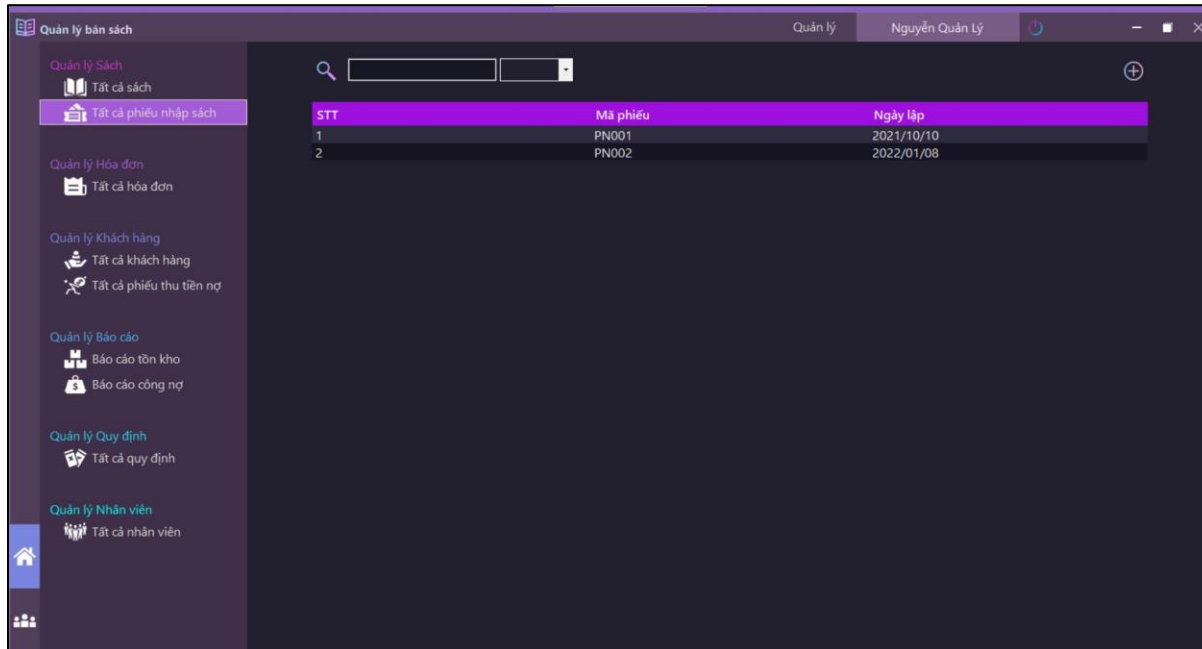 Quản lý bán sách
Quản lý
Nguyễn Quản Lý
Quản lý Sách
Tất cả sách
Tất cả phiếu nhập sách
Quản lý Hóa đơn
Tất cả hóa đơn
Quản lý Khách hàng
Tất cả khách hàng
Tất cả phiếu thu tiền nợ
Quản lý Báo cáo
Báo cáo tồn kho
Báo cáo công nợ
Quản lý Quy định
Tất cả quy định
Quản lý Nhân viên
Tất cả nhân viên
STT Mã phiếu Ngày lập
1 PN001 2021/10/10
2 PN002 2022/01/08